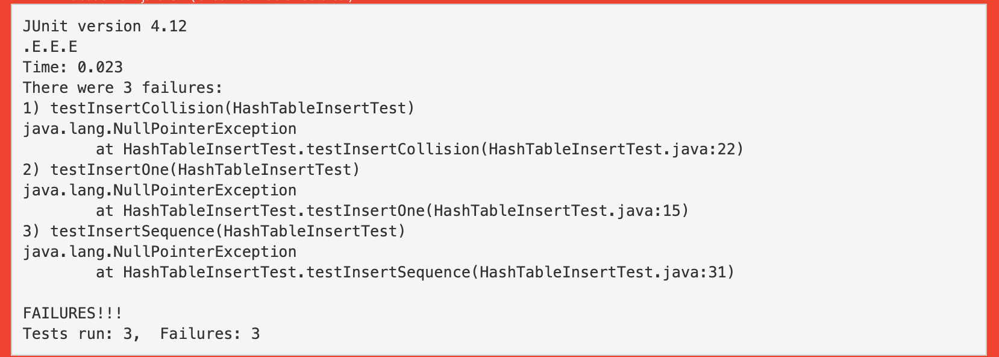 JUnit version 4.12
.E.E.E
Time: 0.023
There were 3 failures:
1) testInsertCollision(HashTableInsertTest)
java.lang.NullPointerException
        at HashTableInsertTest.testInsertCollision(HashTableInsertTest.java:22)
2) testInsertOne(HashTableInsertTest)
java.lang.NullPointerException
        at HashTableInsertTest.testInsertOne(HashTableInsertTest.java:15)
3) testInsertSequence(HashTableInsertTest)
java.lang.NullPointerException
        at HashTableInsertTest.testInsertSequence(HashTableInsertTest.java:31)

FAILURES!!!
Tests run: 3,  Failures: 3